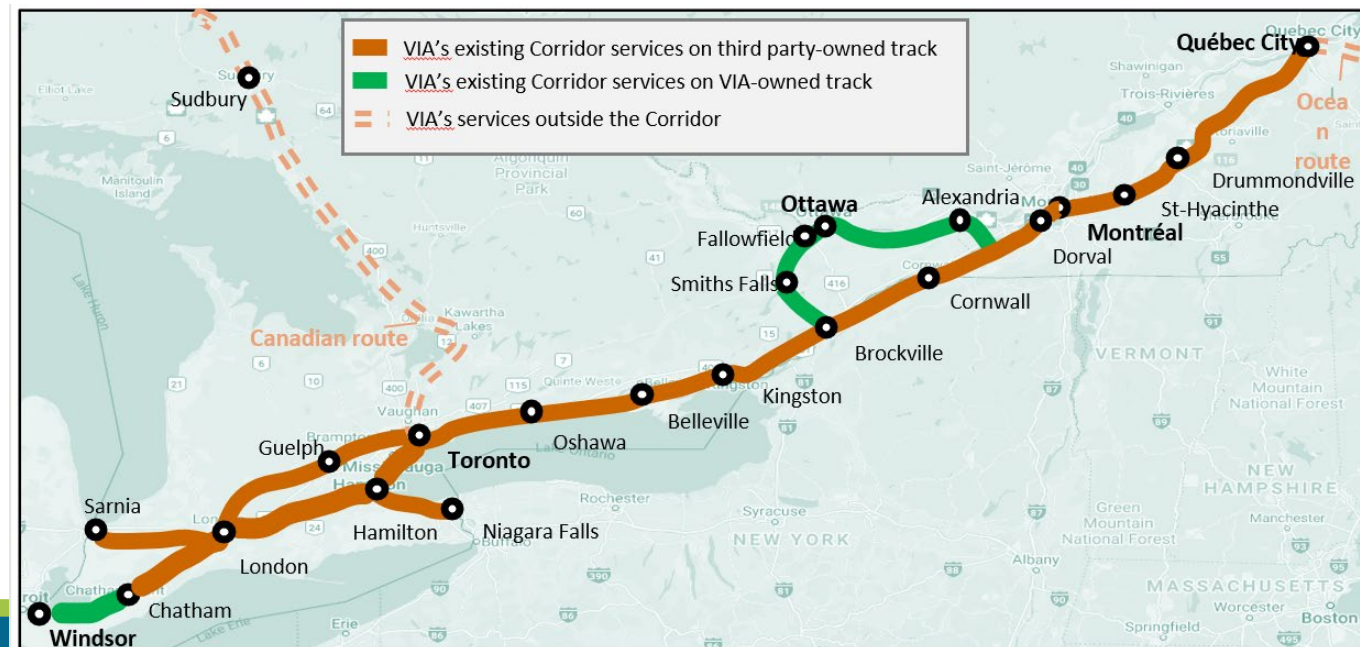 VIA's existing Corridor services on third party-owned track
VIA's existing Corridor services on VIA-owned track
VIA's services outside the Corridor
Québec City
Quebec City
Shawinigan
Trois-Rivières
Ocea
n
route
Sudbury
Elliot Lake
Manitoulin
Island
Algonquin
Provincial
Park
Huntsville
Saint-Jérôme
Drummondville
St-Hyacinthe
Montréal
Dorval
Alexandria
Ottawa
Fallowfield
Smiths Falls
Cornwall
Brockville
Kingston
Belleville
Quinte West
Oshawa
Kawartha
Lakes
Canadian route
Lake Huron
Vaughan
Toronto
Guelph
Hamilton
Niagara Falls
Lake Ontario
Buffalo
Sarnia
London
Chatham
Windsor
Lake Erie
Erie
Rochester
Syracuse
NEW YORK
Albany
VERMONT
Green
Mountain
National Forest
White
Mountain
National Forest
NEW
HAMPSHIRE
Manchester
MASSACHUSETTS
Worcester
Springfield
Boston